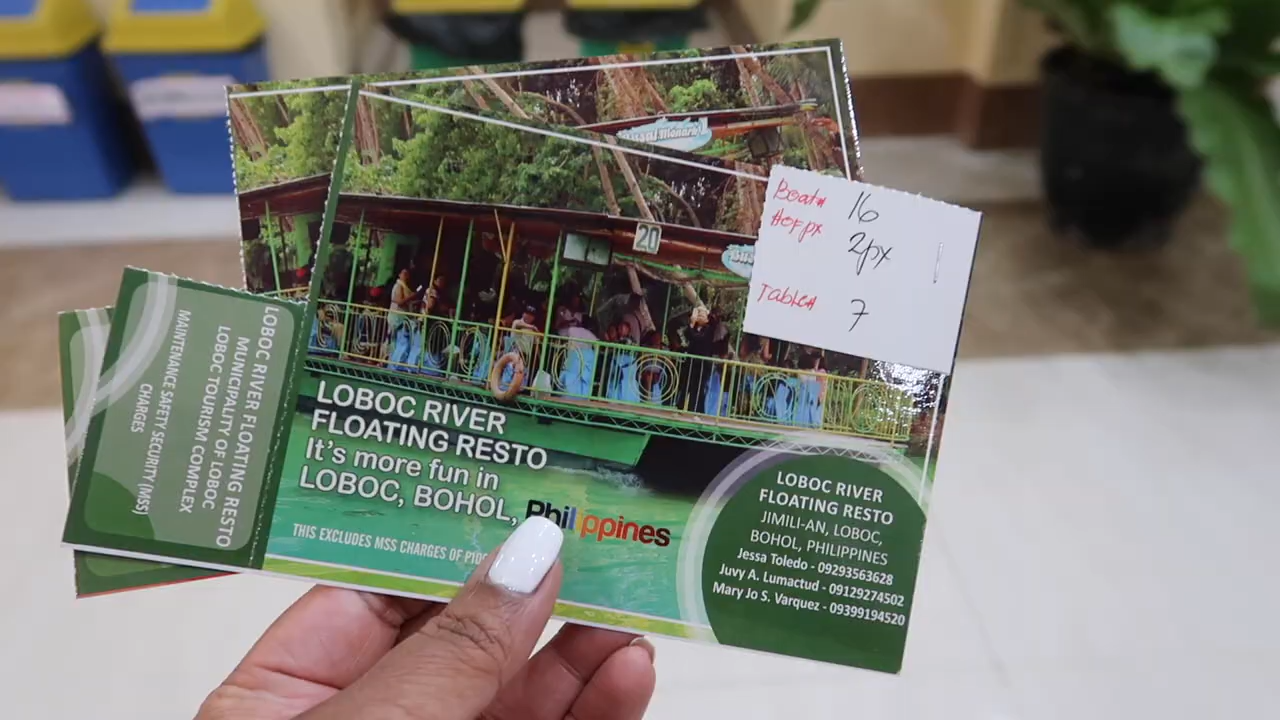 Boat# 16
# OF px 2px
Table# 7
20
LOBOC RIVER
FLOATING RESTO
It's more fun in
LOBOC, BOHOL, Philippines
THIS EXCLUDES MSS CHARGES OF
LOBOC RIVER
FLOATING RESTO
JIMILI-AN, LOBOC,
BOHOL, PHILIPPINES
Jessa Toledo - 09293563628
Juvy A. Lumactud - 09129274502
Mary Jo S. Varquez - 09399194520
LOBOC RIVER FLOATING RESTO
MUNICIPALITY OF LOBOC
LOBOC TOURISM COMPLEX
MAINTENANCE SAFETY SECURITY (MSS)
CHARGES